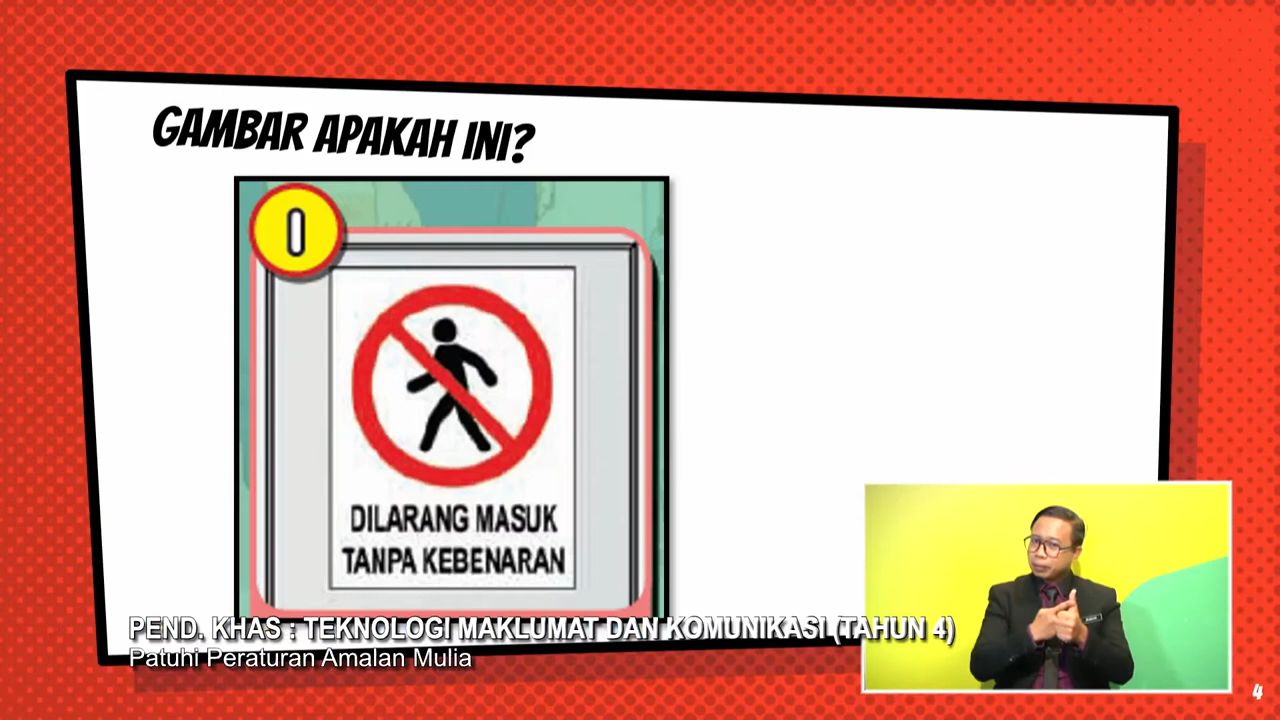 GAMBAR APAKAH INI?
1
DILARANG MASUK
TANPA KEBENARAN
PEND. KHAS : TEKNOLOGI MAKLUMAT DAN KOMUNIKASI (TAHUN 4)
Patuhi Peraturan Amalan Mulia
4